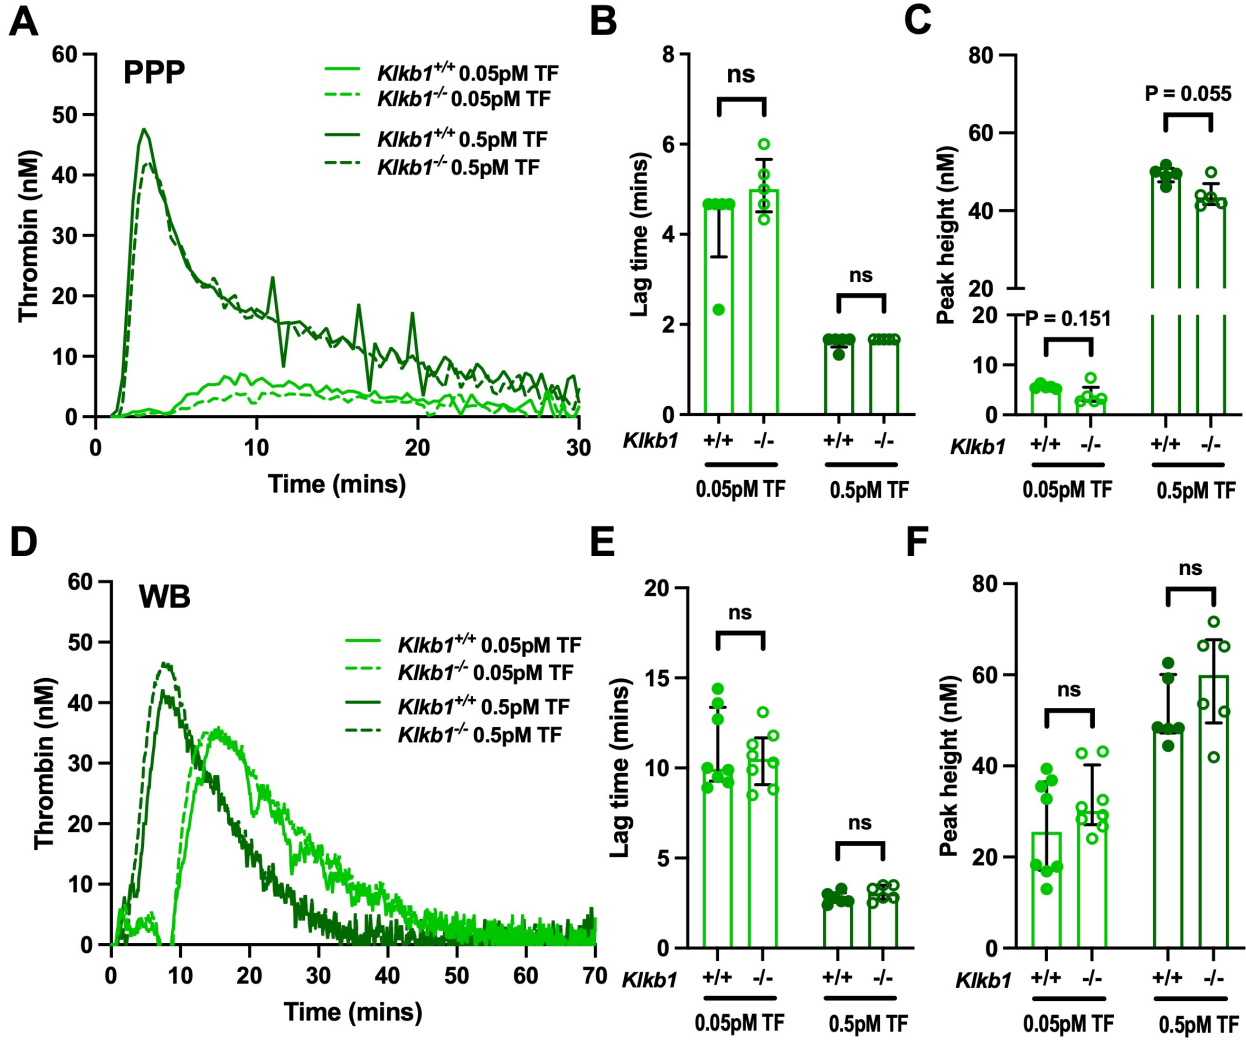 A
PPP
Thrombin (nM)
60
50
40
30
20
10
0
0 10 20 30
Time (mins)
Klkb1+/+ 0.05pM TF
Klkb1-/- 0.05pM TF
Klkb1+/+ 0.5pM TF
Klkb1-/- 0.5pM TF
B
Lag time (mins)
8
6
4
2
0
ns
ns
Klkb1 +/+ -/- +/+ -/-
0.05pM TF 0.5pM TF
C
Peak height (nM)
80
60
40
20
20
10
0
P = 0.055
P = 0.151
Klkb1 +/+ -/- +/+ -/-
0.05pM TF 0.5pM TF
D
WB
Thrombin (nM)
60
50
40
30
20
10
0
0 10 20 30 40 50 60 70
Time (mins)
Klkb1+/+ 0.05pM TF
Klkb1-/- 0.05pM TF
Klkb1+/+ 0.5pM TF
Klkb1-/- 0.5pM TF
E
Lag time (mins)
20
15
10
5
0
ns
ns
Klkb1 +/+ -/- +/+ -/-
0.05pM TF 0.5pM TF
F
Peak height (nM)
80
60
40
20
0
ns
ns
Klkb1 +/+ -/- +/+ -/-
0.05pM TF 0.5pM TF